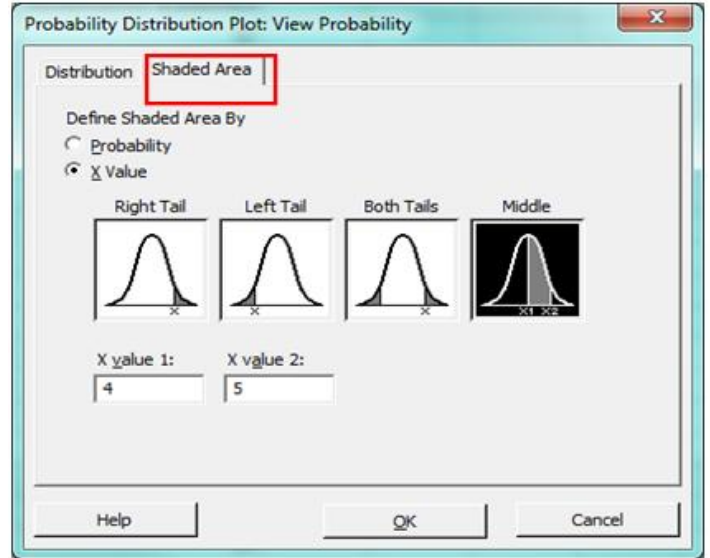 Probability Distribution Plot: View Probability
Distribution Shaded Area
Define Shaded Area By
Probability
X Value
Right Tail Left Tail Both Tails Middle
X X X X1 X2
X value 1: X value 2:
4 5
Help OK Cancel